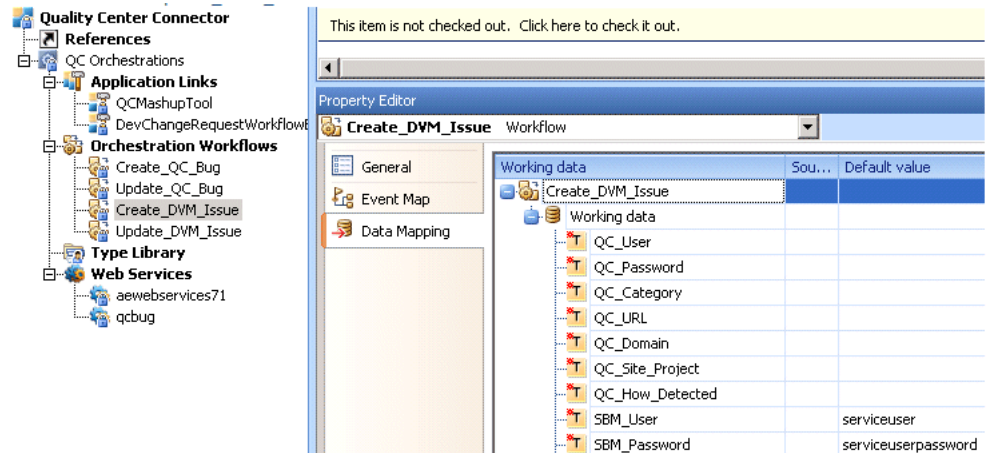 Quality Center Connector
References
QC Orchestrations
Application Links
QCMashupTool
DevChangeRequestWorkflowE
Orchestration Workflows
Create_QC_Bug
Update_QC_Bug
Create_DVM_Issue
Update_DVM_Issue
Type Library
Web Services
aewebservices71
qcbug
This item is not checked out. Click here to check it out.
Property Editor
Create_DVM_Issue Workflow
General
Event Map
Data Mapping
Working data Sou... Default value
Create_DVM_Issue
Working data
QC_User
QC_Password
QC_Category
QC_URL
QC_Domain
QC_Site_Project
QC_How_Detected
SBM_User serviceuser
SBM_Password serviceuserpassword